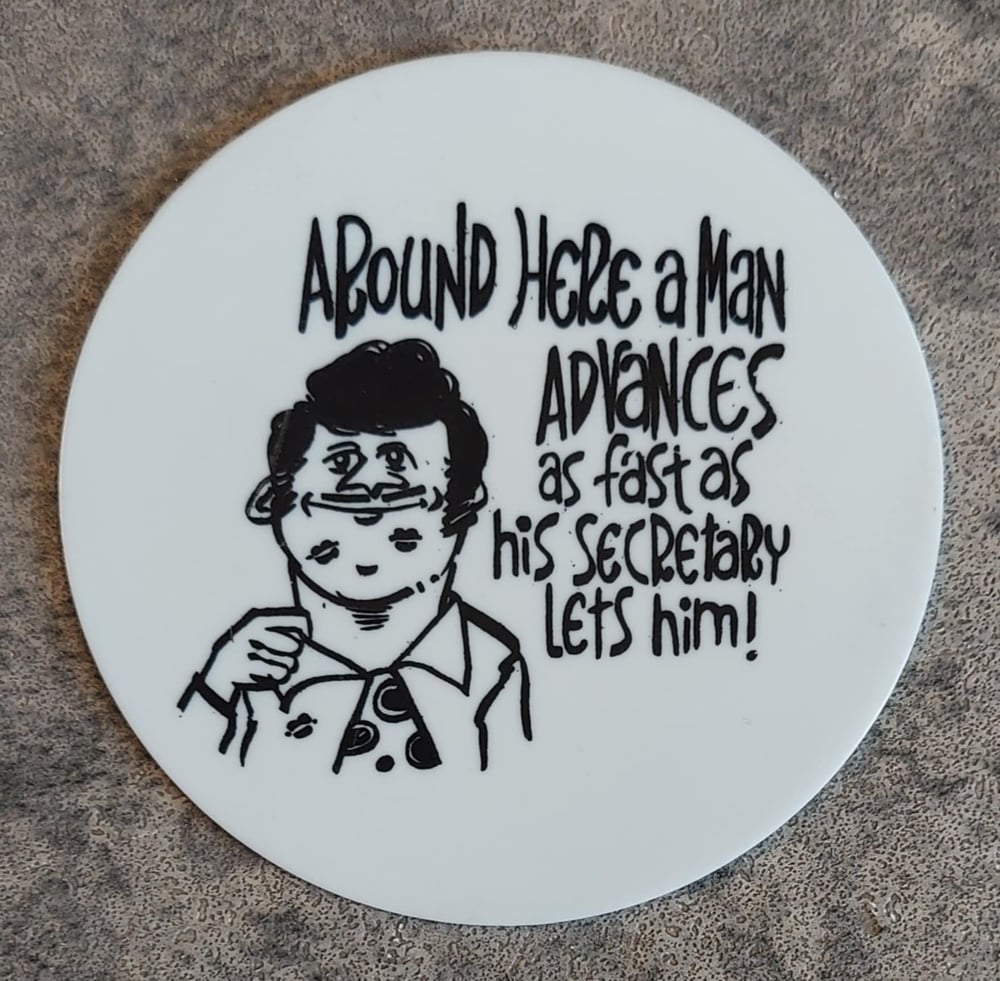 AROUND HERE a MaN
ADVaNCES
as fast as
his SECRETaRY
LETS him!